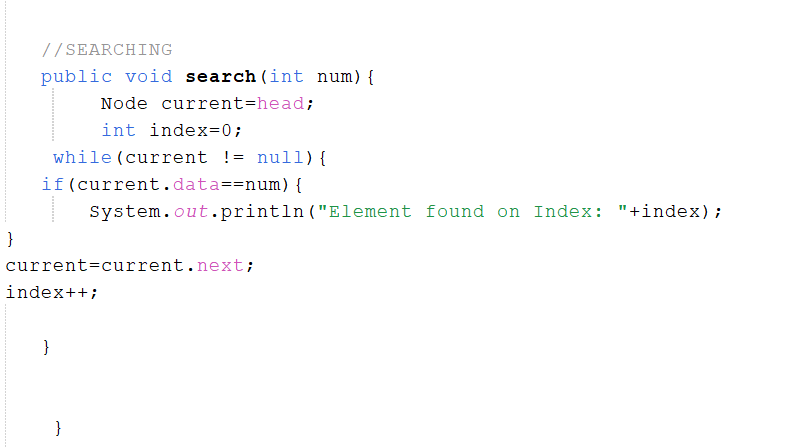 //SEARCHING
public void search(int num){
Node current=head;
int index=0;
while(current != null){
if(current.data==num){
System.out.println("Element found on Index: "+index);
}
current=current.next;
index++;
}
}